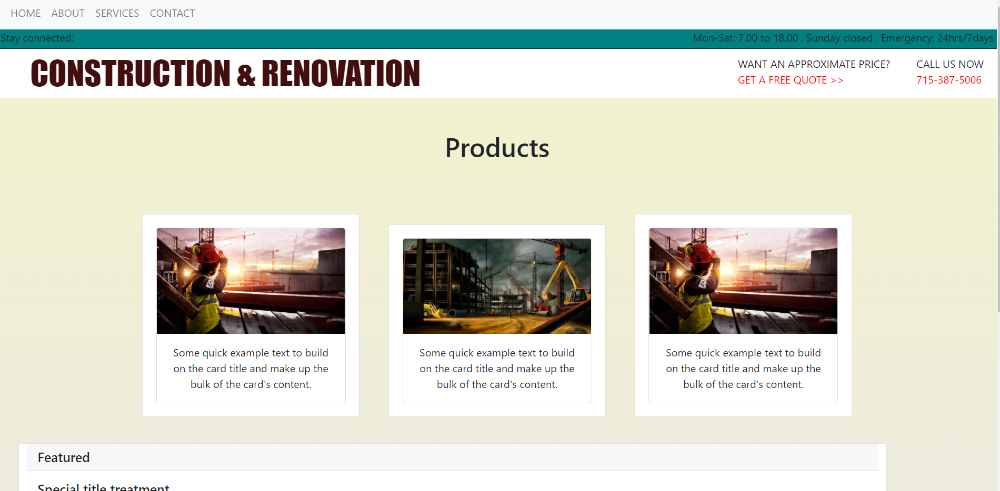 HOME ABOUT SERVICES CONTACT
Stay connected: Mon-Sat: 7.00 to 18.00 . Sunday closed . Emergency: 24hrs/7days
CONSTRUCTION & RENOVATION
WANT AN APPROXIMATE PRICE?
GET A FREE QUOTE >>
CALL US NOW
715-387-5006
Products
Some quick example text to build
on the card title and make up the
bulk of the card's content.
Some quick example text to build
on the card title and make up the
bulk of the card's content.
Some quick example text to build
on the card title and make up the
bulk of the card's content.
Featured
Special title treatment